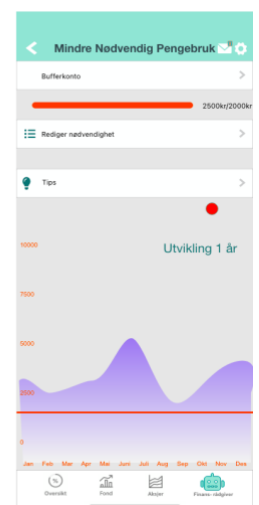 Mindre Nødvendig Pengebruk
Bufferkonto
2500kr/2000kr
Rediger nødvendighet
Tips
Utvikling 1 år
10000
7500
5000
2500
0
Jan Feb Mar Apr Mai Juni Juli Aug Sep Okt Nov Des
Oversikt Fond Aksjer Finans- rådgiver